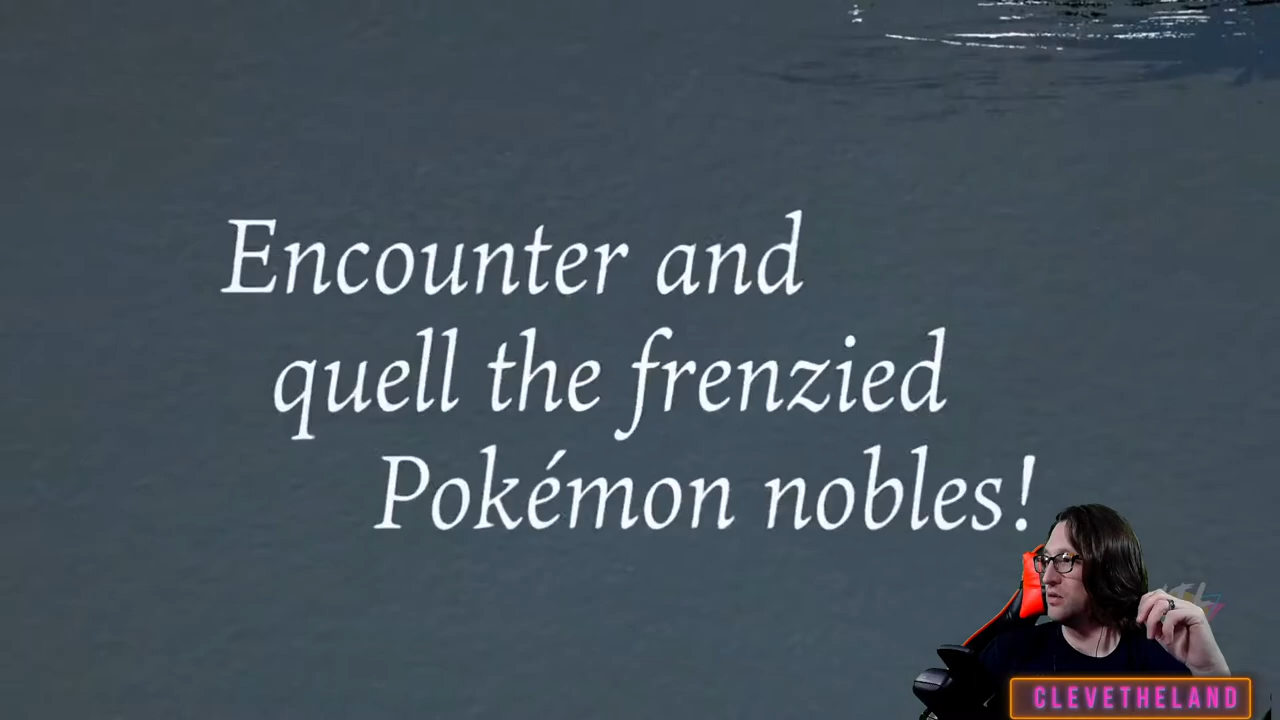 Encounter and
quell the frenzied
Pokémon nobles!
CLEVETHELAND